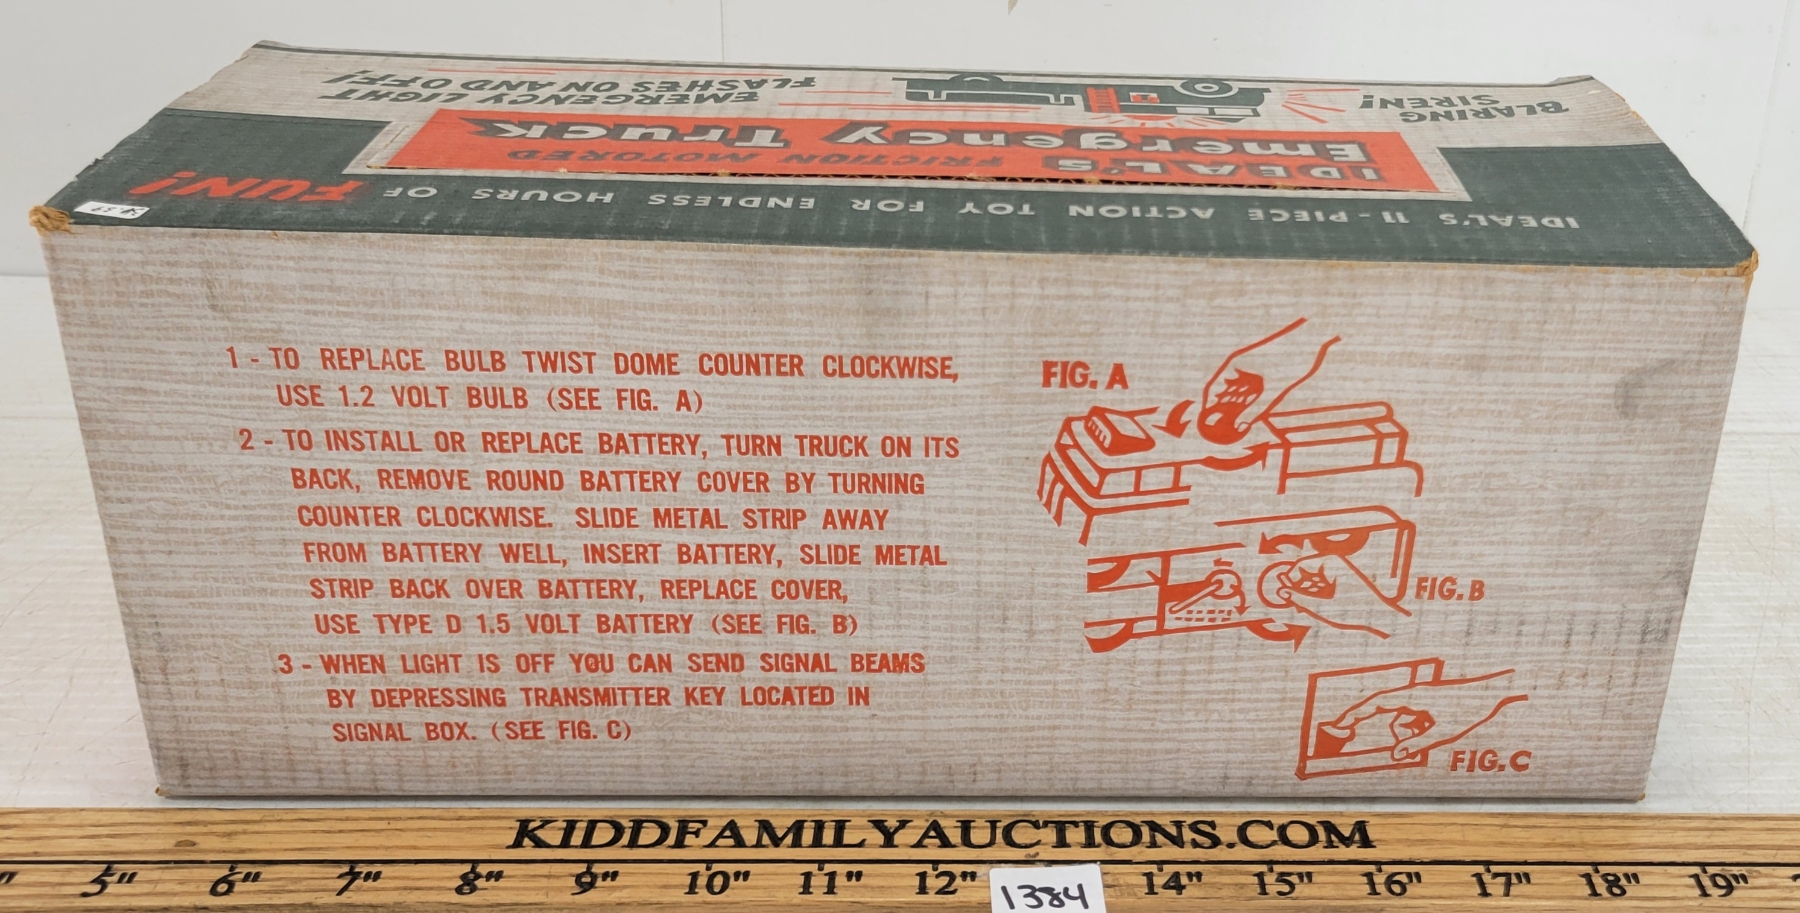 BLARING
SIREN!
EMERGENCY LIGHT
FLASHES ON AND OFF!
IDEAL'S FRICTION MOTORED
Emergency Truck
IDEAL'S 11-PIECE ACTION TOY FOR ENDLESS HOURS OF FUN!
1 - TO REPLACE BULB TWIST DOME COUNTER CLOCKWISE,
USE 1.2 VOLT BULB (SEE FIG. A)
2 - TO INSTALL OR REPLACE BATTERY, TURN TRUCK ON ITS
BACK, REMOVE ROUND BATTERY COVER BY TURNING
COUNTER CLOCKWISE. SLIDE METAL STRIP AWAY
FROM BATTERY WELL, INSERT BATTERY, SLIDE METAL
STRIP BACK OVER BATTERY, REPLACE COVER,
USE TYPE D 1.5 VOLT BATTERY (SEE FIG. B)
3 - WHEN LIGHT IS OFF YOU CAN SEND SIGNAL BEAMS
BY DEPRESSING TRANSMITTER KEY LOCATED IN
SIGNAL BOX. (SEE FIG. C)
FIG. A
FIG. B
FIG. C
KIDDFAMILYAUCTIONS.COM
5" 6" 7" 8" 9" 10" 11" 12" 14" 15" 16" 17" 18" 19"
1384